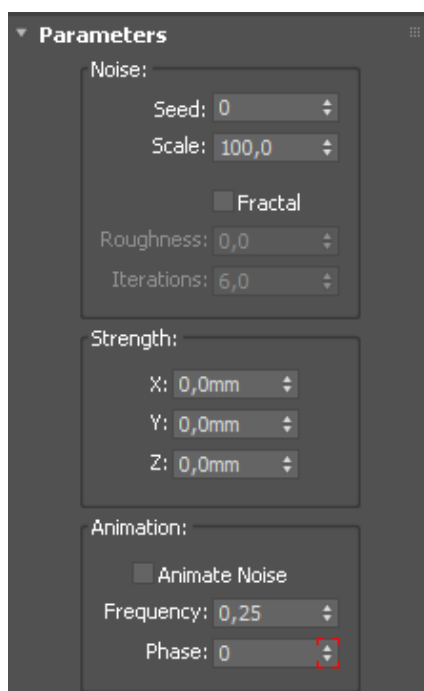 Parameters
Noise:
Seed: 0
Scale: 100,0
Fractal
Roughness: 0,0
Iterations: 6,0
Strength:
X: 0,0mm
Y: 0,0mm
Z: 0,0mm
Animation:
Animate Noise
Frequency: 0,25
Phase: 0